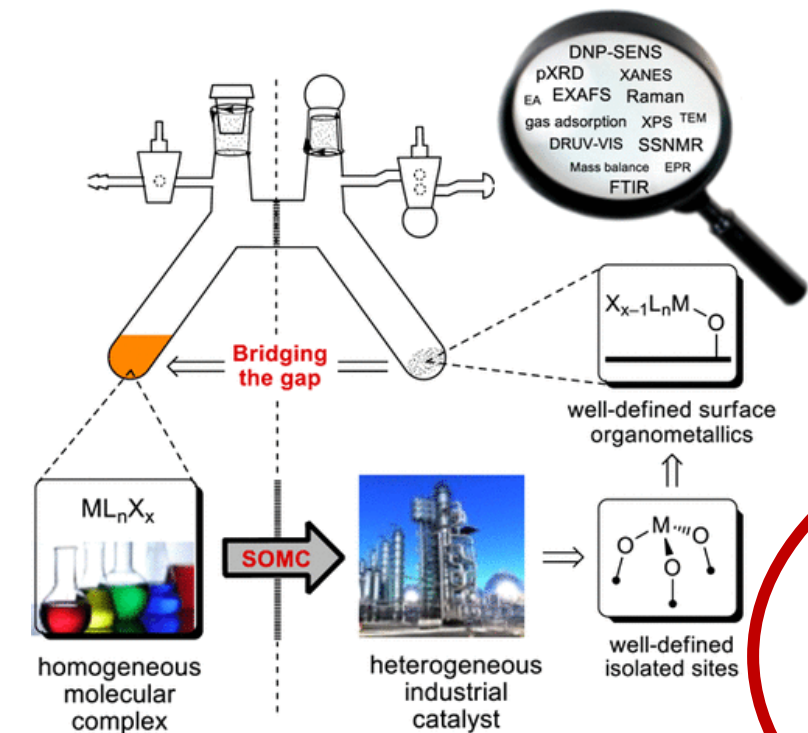 DNP-SENS
pXRD XANES
EA EXAFS Raman
gas adsorption XPS TEM
DRUV-VIS SSNMR
Mass balance EPR
FTIR
Xₓ₋₁LₙM
O
Bridging
the gap
well-defined surface
organometallics
MLₙXₓ
SOMC
M
O O
O
homogeneous
molecular
complex
heterogeneous
industrial
catalyst
well-defined
isolated sites